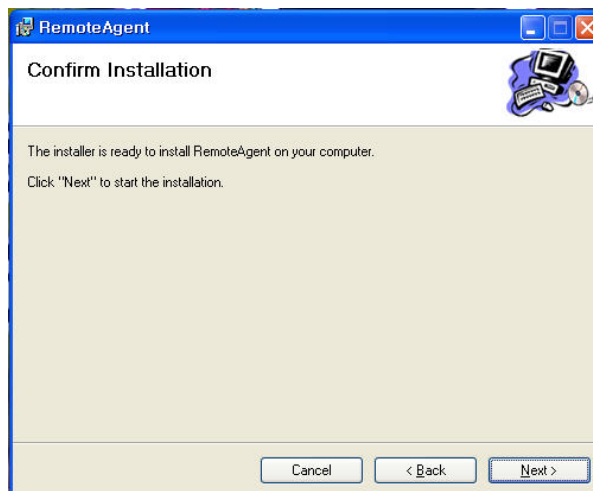 RemoteAgent
Confirm Installation
The installer is ready to install RemoteAgent on your computer.
Click "Next" to start the installation.
Cancel
< Back
Next >